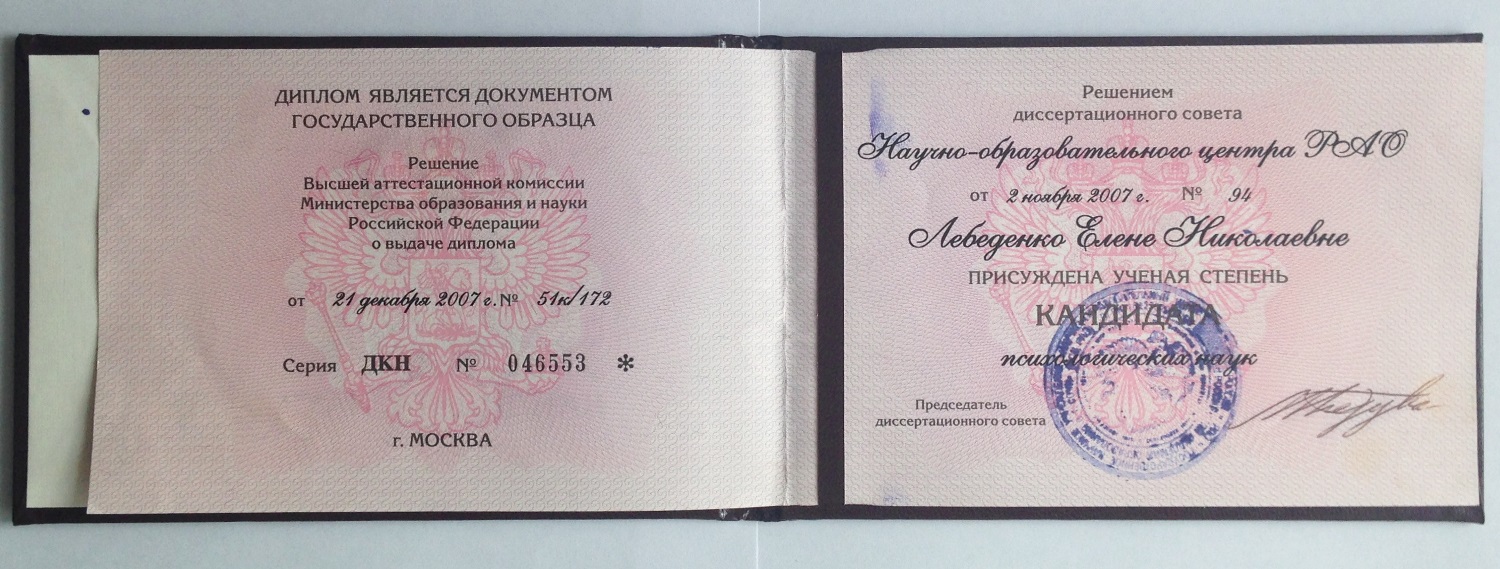 ДИПЛОМ ЯВЛЯЕТСЯ ДОКУМЕНТОМ
ГОСУДАРСТВЕННОГО ОБРАЗЦА
Решение
Высшей аттестационной комиссии
Министерства образования и науки
Российской Федерации
о выдаче диплома
от 21 декабря 2007 г. № 51к/172
Серия ДКН № 046553 *
г. МОСКВА
Решением
диссертационного совета
Научно-образовательного центра РАО
от 2 ноября 2007 г. № 94
Лебеденко Елене Николаевне
ПРИСУЖДЕНА УЧЕНАЯ СТЕПЕНЬ
КАНДИДАТА
психологических наук
Председатель
диссертационного совета